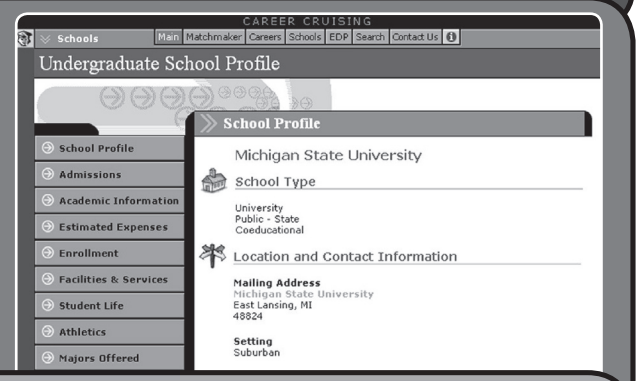 CAREER CRUISING
Schools
Main Matchmaker Careers Schools EDP Search Contact Us i
Undergraduate School Profile
School Profile
Admissions
Academic Information
Estimated Expenses
Enrollment
Facilities & Services
Student Life
Athletics
Majors Offered
School Profile
Michigan State University
School Type
University
Public - State
Coeducational
Location and Contact Information
Mailing Address
Michigan State University
East Lansing, MI
48824
Setting
Suburban